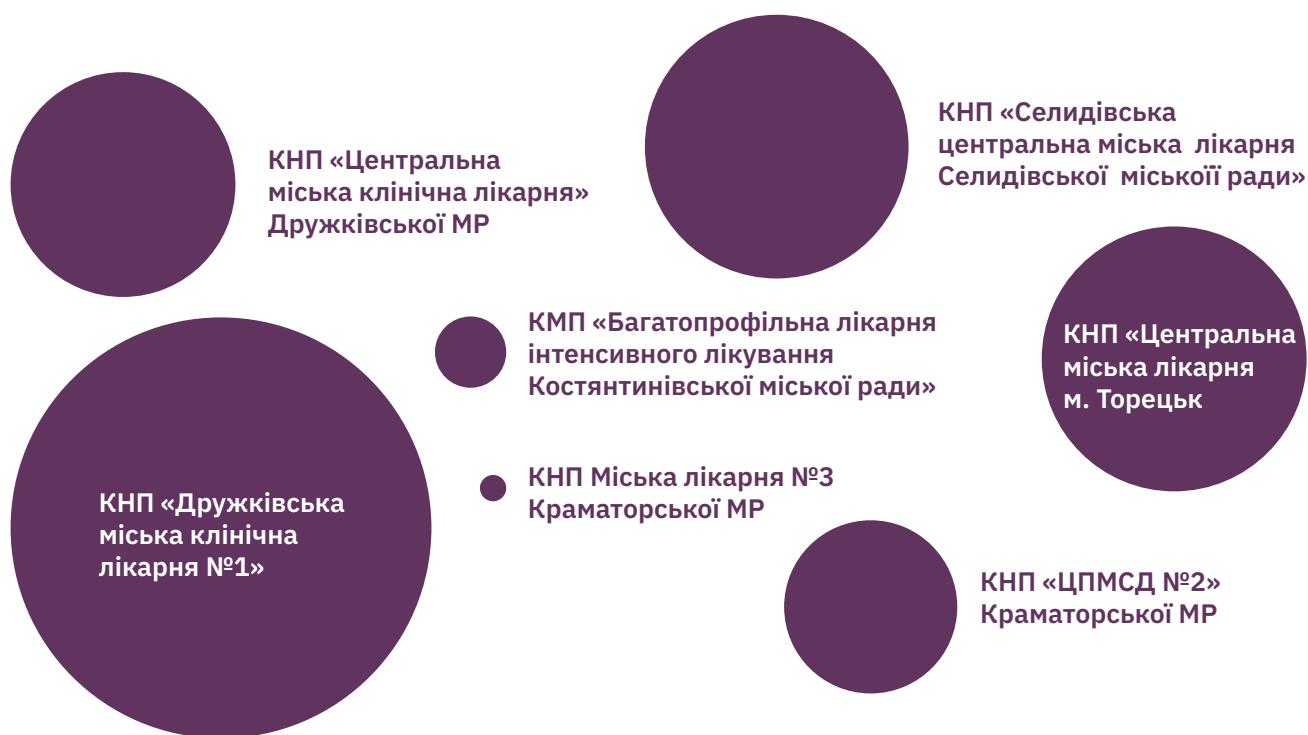 КНП «Центральна
міська клінічна лікарня»
Дружківської МР
КНП «Селидівська
центральна міська  лікарня
Селидівської  міськоїї ради»
КМП «Багатопрофільна лікарня
інтенсивного лікування
Костянтинівської міської ради»
КНП «Центральна
міська лікарня
м. Торецьк
КНП «Дружківська
міська клінічна
лікарня №1»
КНП Міська лікарня №3
Краматорської МР
КНП «ЦПМСД №2»
Краматорської МР